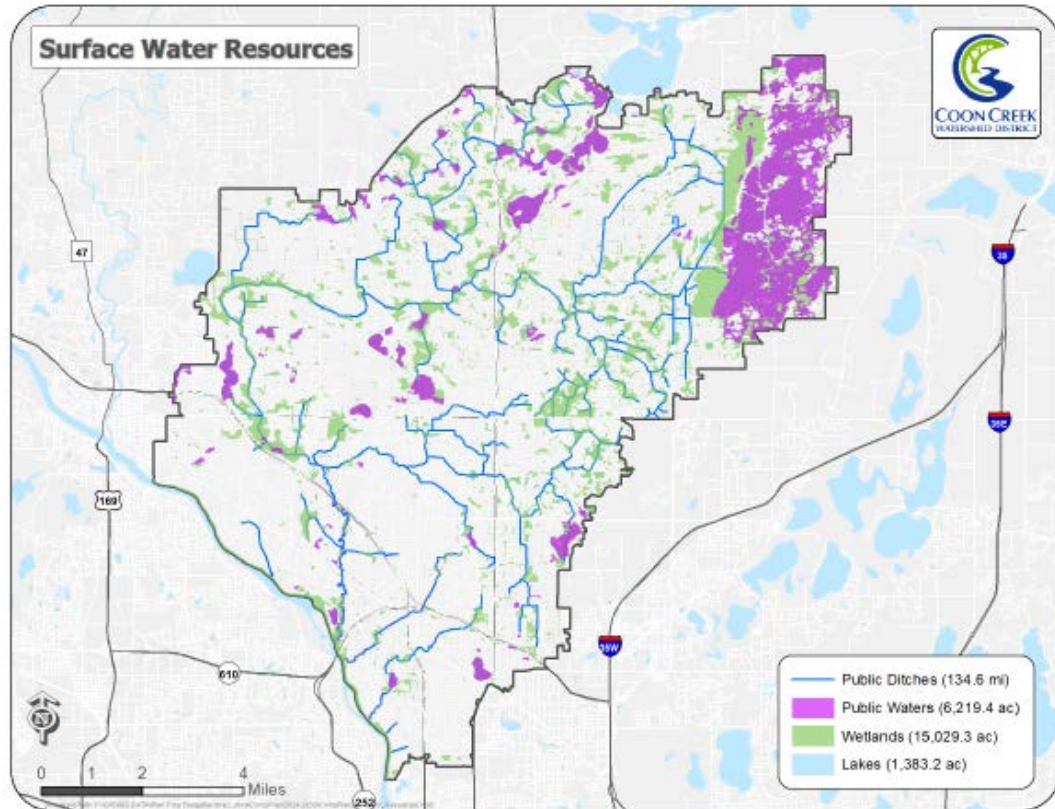 Surface Water Resources
COON CREEK
WATERSHED DISTRICT
47
35
35E
169
35W
610
252
Public Ditches (134.6 mi)
Public Waters (6,219.4 ac)
Wetlands (15,029.3 ac)
Lakes (1,383.2 ac)
N
0 1 2 4
Miles